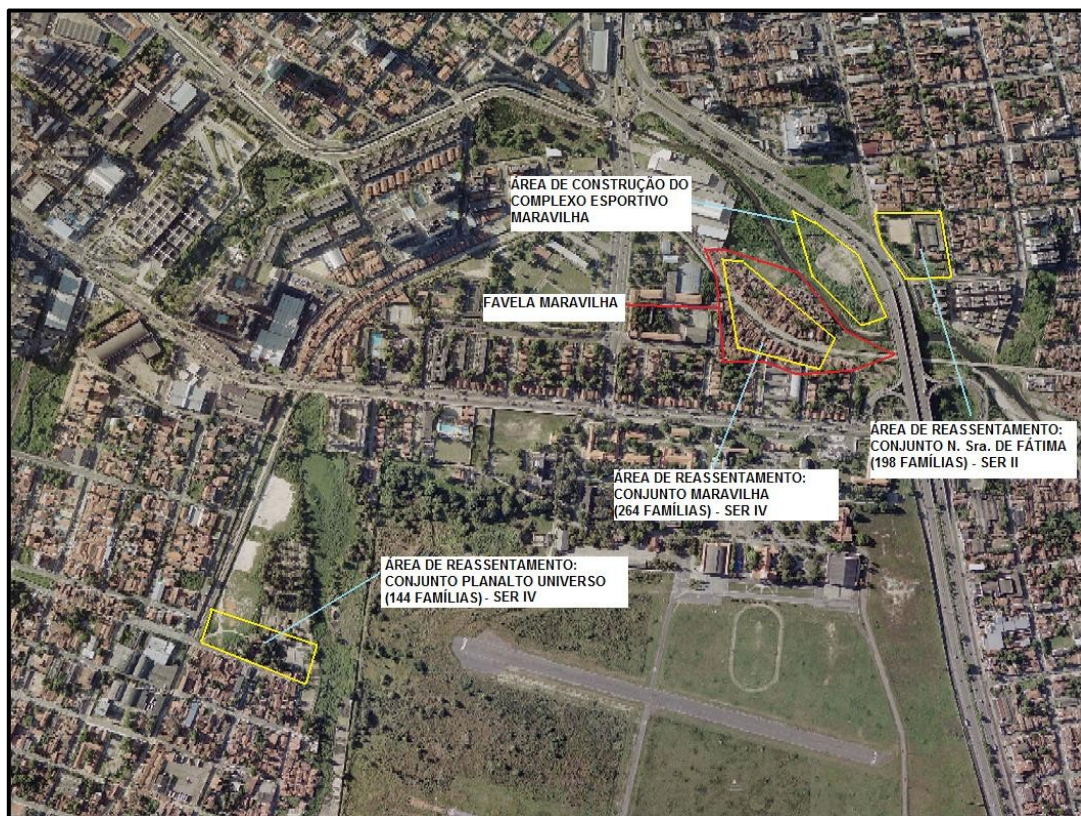 ÁREA DE CONSTRUÇÃO DO
COMPLEXO ESPORTIVO
MARAVILHA
FAVELA MARAVILHA
ÁREA DE REASSENTAMENTO:
CONJUNTO N. Sra. DE FÁTIMA
(198 FAMÍLIAS) - SER II
ÁREA DE REASSENTAMENTO:
CONJUNTO MARAVILHA
(264 FAMÍLIAS) - SER IV
ÁREA DE REASSENTAMENTO:
CONJUNTO PLANALTO UNIVERSO
(144 FAMÍLIAS) - SER IV